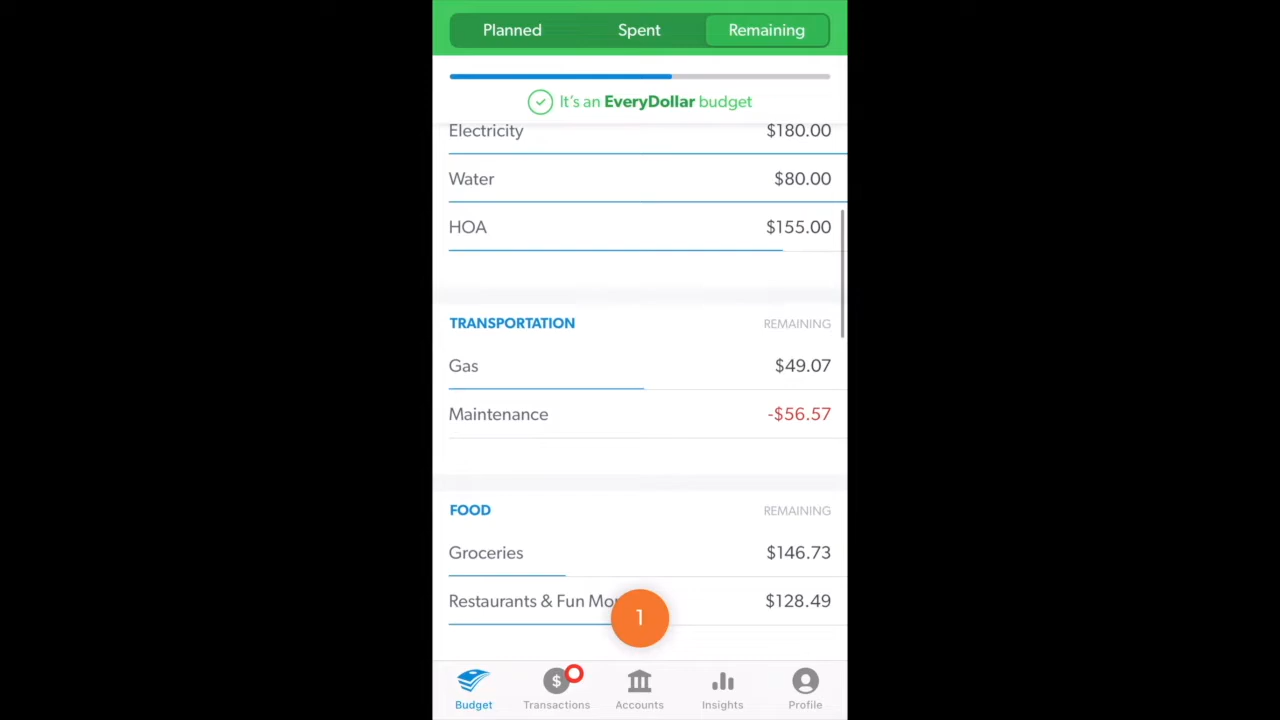 Planned Spent Remaining
It's an EveryDollar budget
Electricity $180.00
Water $80.00
HOA $155.00
TRANSPORTATION REMAINING
Gas $49.07
Maintenance -$56.57
FOOD REMAINING
Groceries $146.73
Restaurants & Fun Mo $128.49
1
$
Budget Transactions Accounts Insights Profile